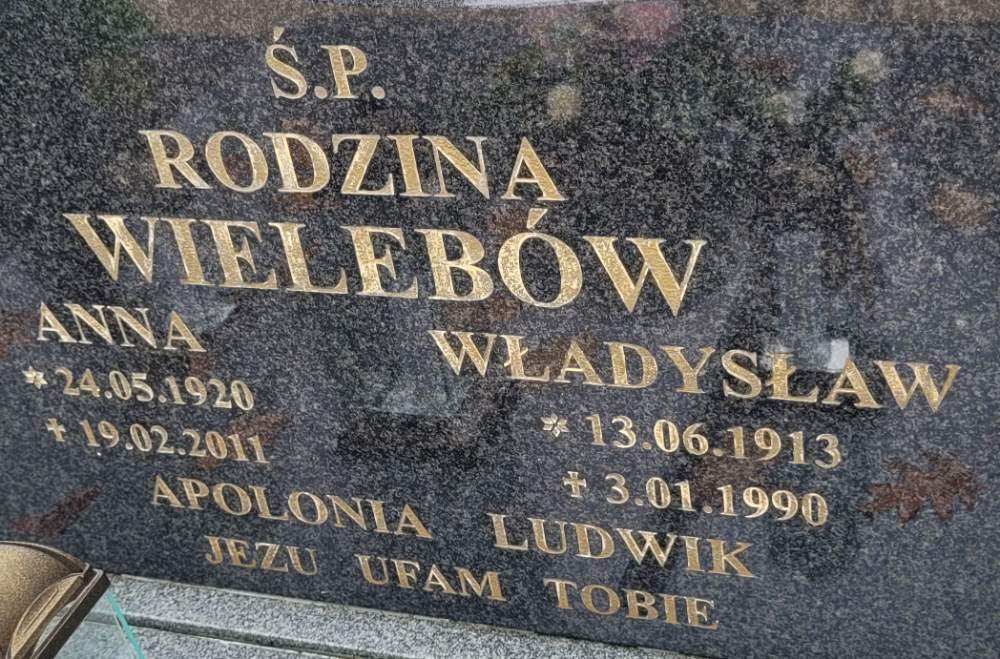 Ś.P.
RODZINA
WIELEBÓW
ANNA
* 24.05.1920
✝ 19.02.2011
WŁADYSŁAW
* 13.06.1913
✝ 3.01.1990
APOLONIA LUDWIK
JEZU UFAM TOBIE